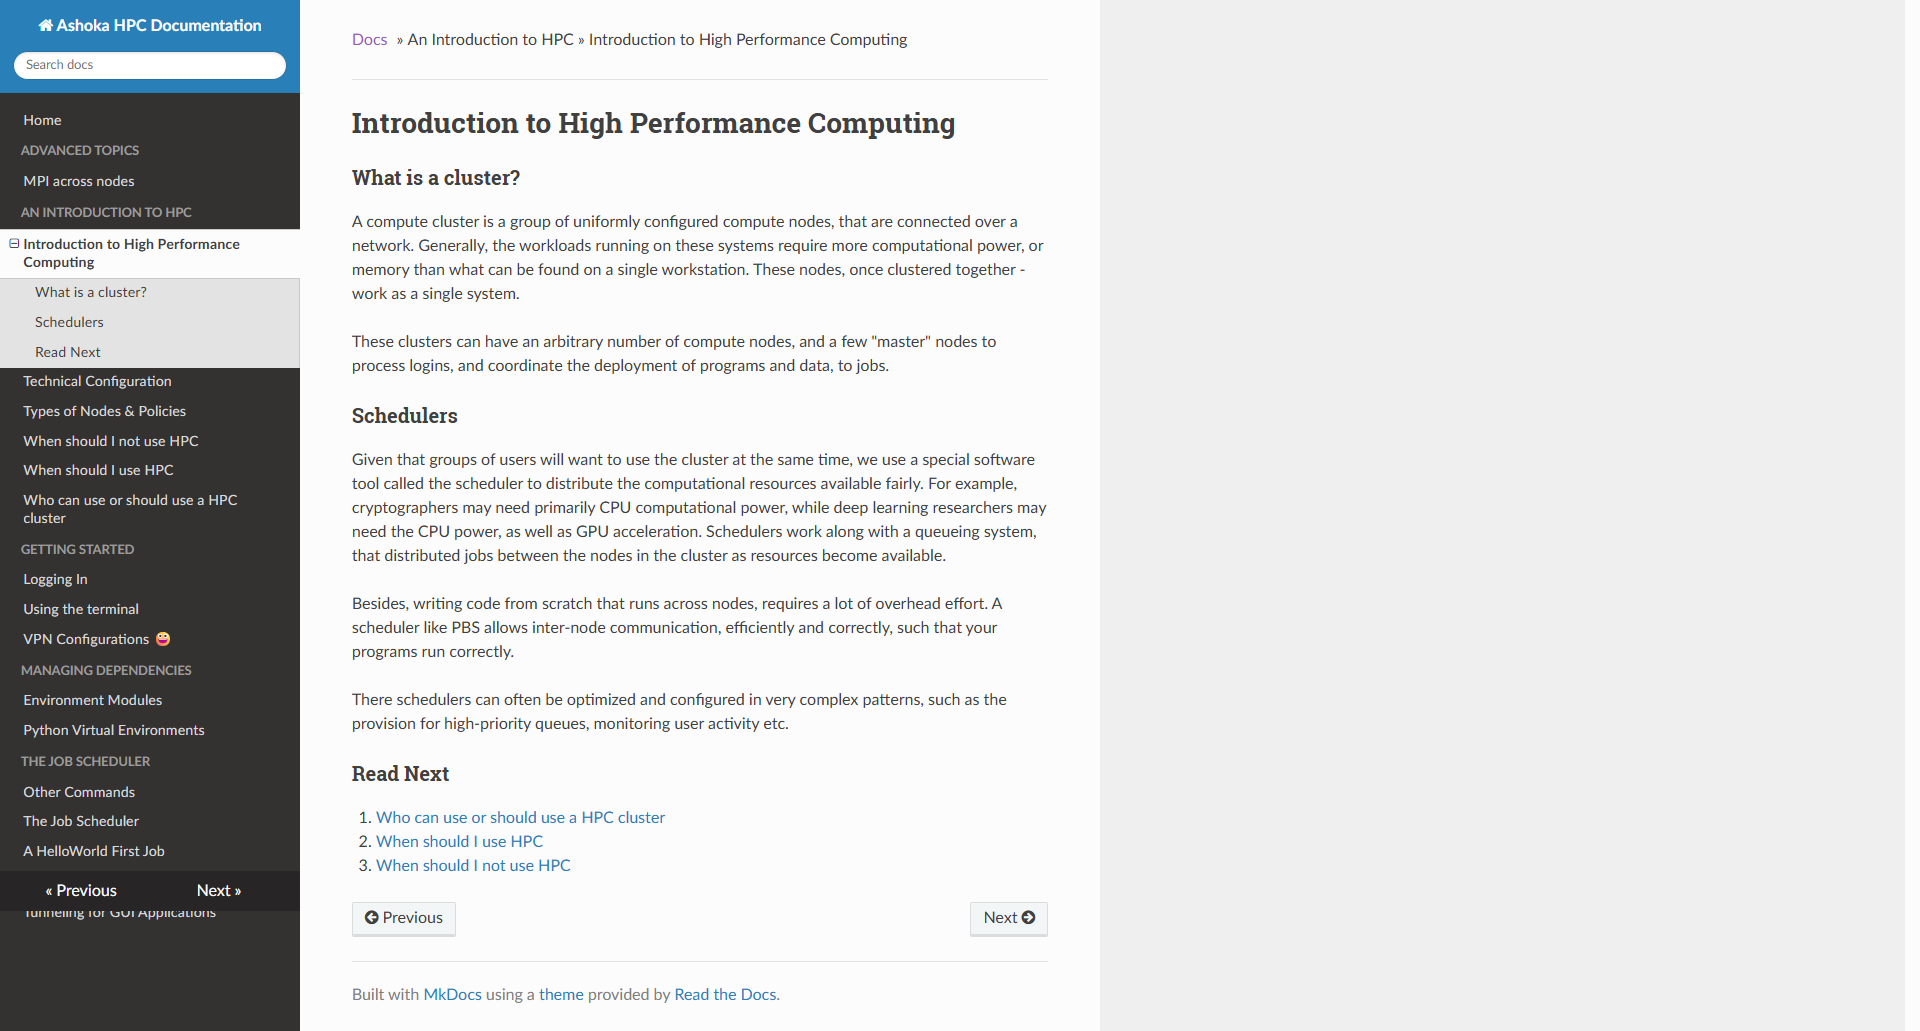 Ashoka HPC Documentation
Search docs
Home
ADVANCED TOPICS
MPI across nodes
AN INTRODUCTION TO HPC
Introduction to High Performance
Computing
What is a cluster?
Schedulers
Read Next
Technical Configuration
Types of Nodes & Policies
When should I not use HPC
When should I use HPC
Who can use or should use a HPC
cluster
GETTING STARTED
Logging In
Using the terminal
VPN Configurations 😜
MANAGING DEPENDENCIES
Environment Modules
Python Virtual Environments
THE JOB SCHEDULER
Other Commands
The Job Scheduler
A HelloWorld First Job
« Previous Next »
Tunneling for GUI Applications
Docs » An Introduction to HPC » Introduction to High Performance Computing
Introduction to High Performance Computing
What is a cluster?
A compute cluster is a group of uniformly configured compute nodes, that are connected over a
network. Generally, the workloads running on these systems require more computational power, or
memory than what can be found on a single workstation. These nodes, once clustered together -
work as a single system.
These clusters can have an arbitrary number of compute nodes, and a few "master" nodes to
process logins, and coordinate the deployment of programs and data, to jobs.
Schedulers
Given that groups of users will want to use the cluster at the same time, we use a special software
tool called the scheduler to distribute the computational resources available fairly. For example,
cryptographers may need primarily CPU computational power, while deep learning researchers may
need the CPU power, as well as GPU acceleration. Schedulers work along with a queueing system,
that distributed jobs between the nodes in the cluster as resources become available.
Besides, writing code from scratch that runs across nodes, requires a lot of overhead effort. A
scheduler like PBS allows inter-node communication, efficiently and correctly, such that your
programs run correctly.
There schedulers can often be optimized and configured in very complex patterns, such as the
provision for high-priority queues, monitoring user activity etc.
Read Next
1. Who can use or should use a HPC cluster
2. When should I use HPC
3. When should I not use HPC
Previous Next
Built with MkDocs using a theme provided by Read the Docs.